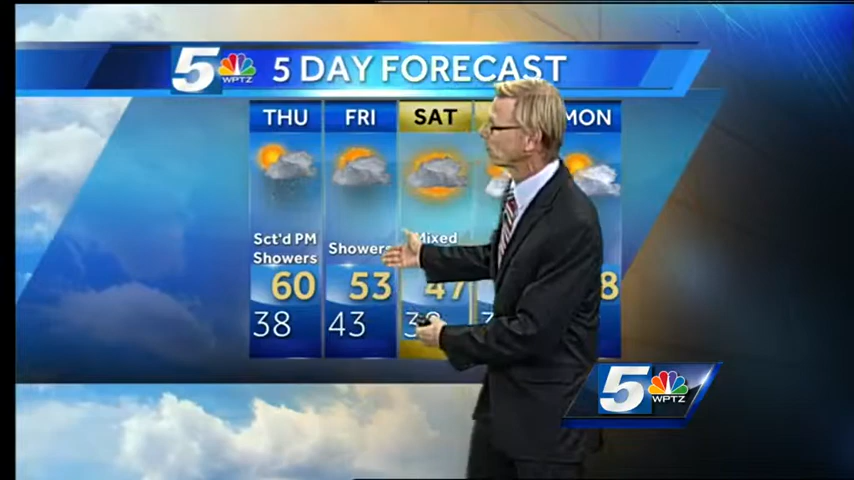 5 WPTZ 5 DAY FORECAST
THU FRI SAT MON
Sct'd PM
Showers
Showers
Mixed
60 53 47 8
38 43
5 WPTZ